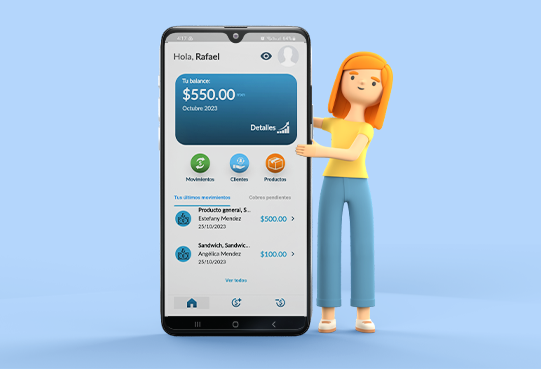 Hola, Rafael
Tu balance:
$550.00
Octubre 2023
Detalles
Movimientos
Clientes
Productos
Tus últimos movimientos
Cobros pendientes
Producto general, S...
Estefany Mendez
$500.00
25/10/2023
Sandwich, Sandwic...
Angélica Mendez
$100.00
25/10/2023
Ver todos